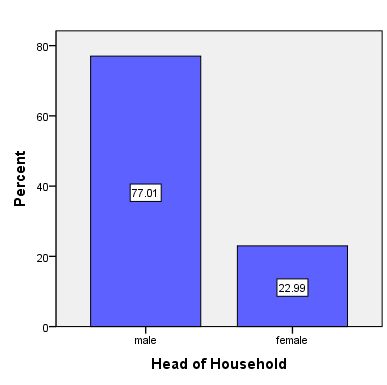 80
60
40
20
0
Percent
77.01
22.99
male
female
Head of Household